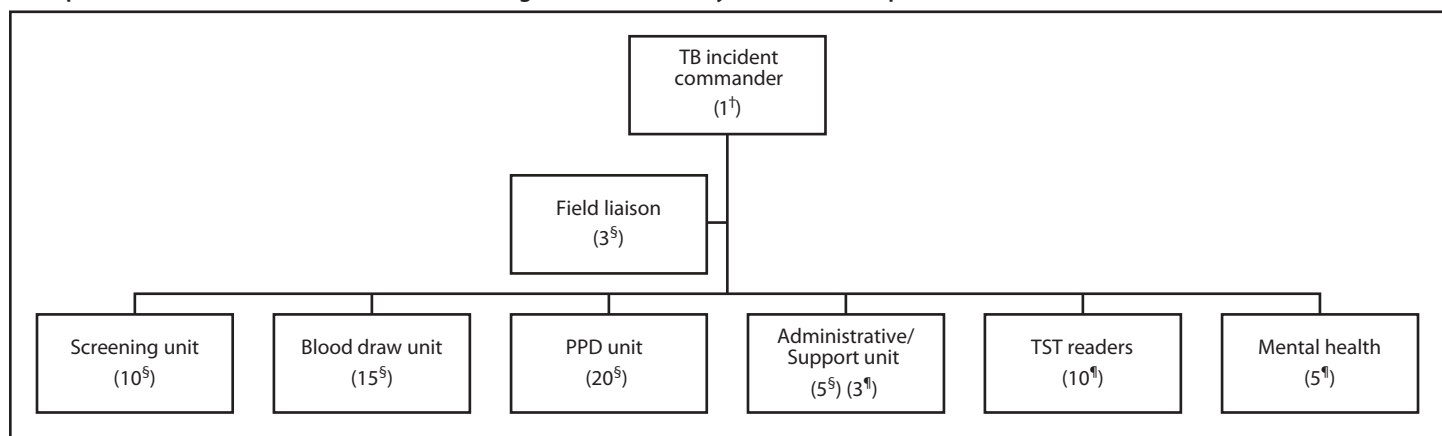 TB incident
commander
(1†)
Field liaison
(3§)
Screening unit
(10§)
Blood draw unit
(15§)
PPD unit
(20§)
Administrative/
Support unit
(5§) (3¶)
TST readers
(10¶)
Mental health
(5¶)